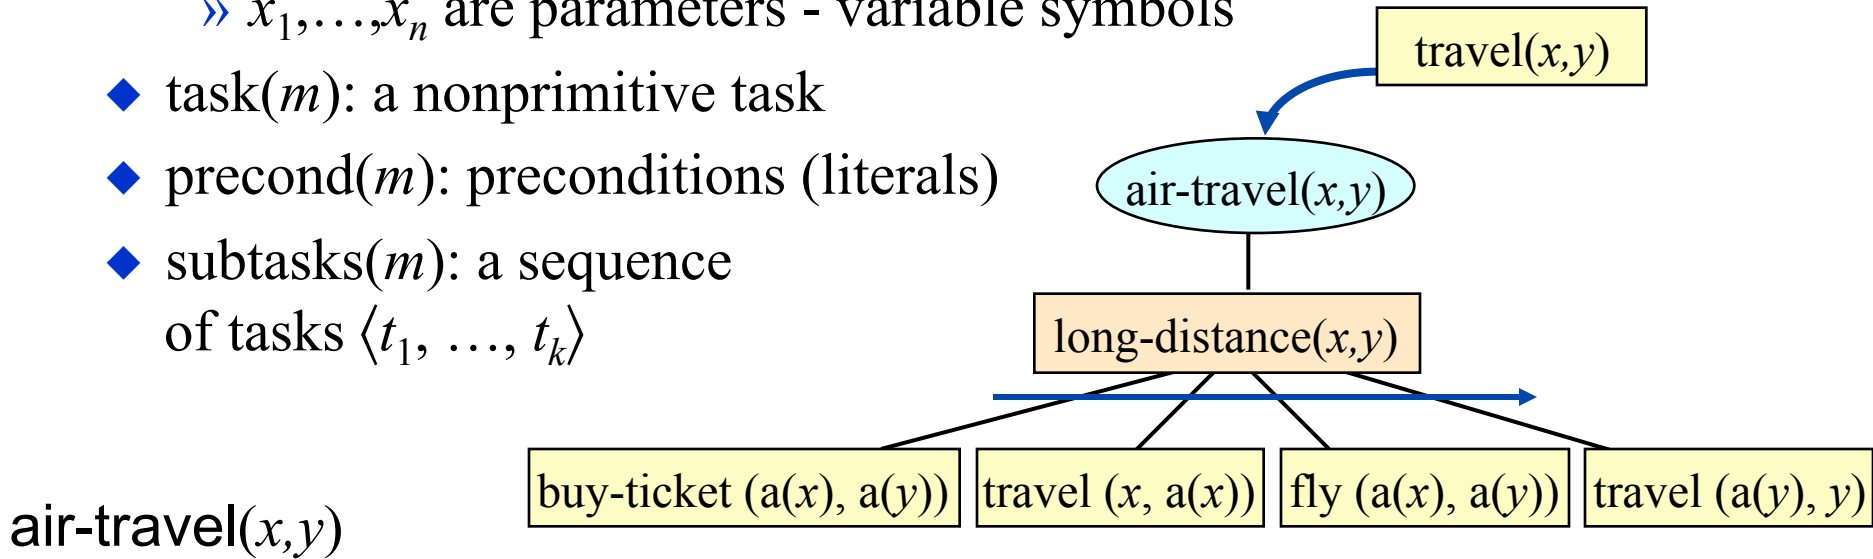 » x₁,…,xₙ are parameters - variable symbols
travel(x,y)
◆ task(m): a nonprimitive task
◆ precond(m): preconditions (literals)
air-travel(x,y)
◆ subtasks(m): a sequence
of tasks ⟨t₁, …, tₖ⟩
long-distance(x,y)
buy-ticket (a(x), a(y)) travel (x, a(x)) fly (a(x), a(y)) travel (a(y), y)
air-travel(x,y)